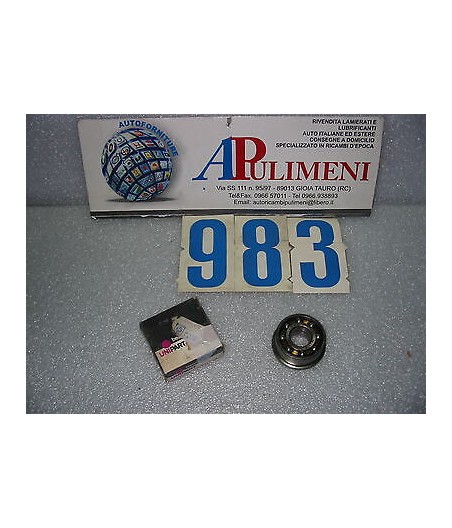 AUTOFORNITURE
APULIMENI
RIVENDITA LAMIERATI E
LUBRIFICANTI
AUTO ITALIANE ED ESTERE
CONSEGNE A DOMICILIO
SPECIALIZZATO IN RICAMBI D'EPOCA
Via SS 111 n. 95/97 - 89013 GIOIA TAURO (RC)
Tel&Fax. 0966 57011 - Tel 0966.938893
Email: autoricambipulimeni@libero.it
983
UNIPART